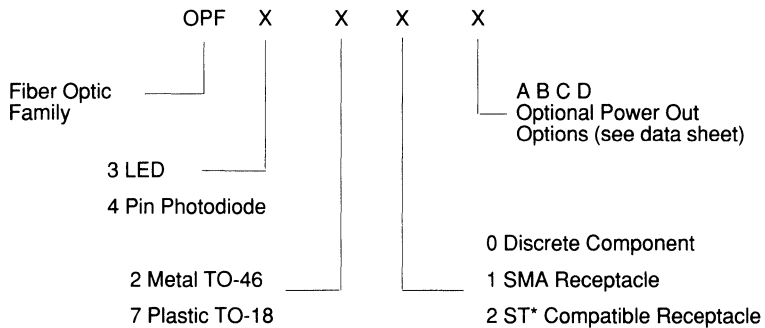 OPF X X X X
Fiber Optic
Family
A B C D
Optional Power Out
Options (see data sheet)
3 LED
4 Pin Photodiode
2 Metal TO-46
7 Plastic TO-18
0 Discrete Component
1 SMA Receptacle
2 ST* Compatible Receptacle